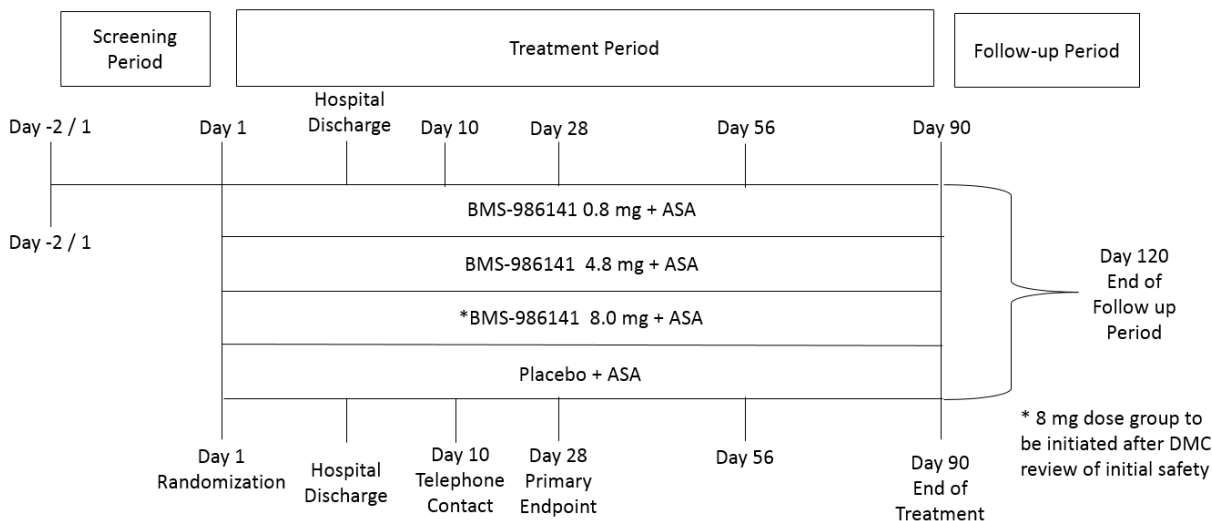 Screening
Period
Treatment Period
Follow-up Period
Day -2 / 1
Day 1
Hospital
Discharge
Day 10
Day 28
Day 56
Day 90
BMS-986141 0.8 mg + ASA
Day -2 / 1
BMS-986141  4.8 mg + ASA
*BMS-986141  8.0 mg + ASA
Placebo + ASA
Day 120
End of
Follow up
Period
* 8 mg dose group to
be initiated after DMC
review of initial safety
Day 1
Randomization
Hospital
Discharge
Day 10
Telephone
Contact
Day 28
Primary
Endpoint
Day 56
Day 90
End of
Treatment